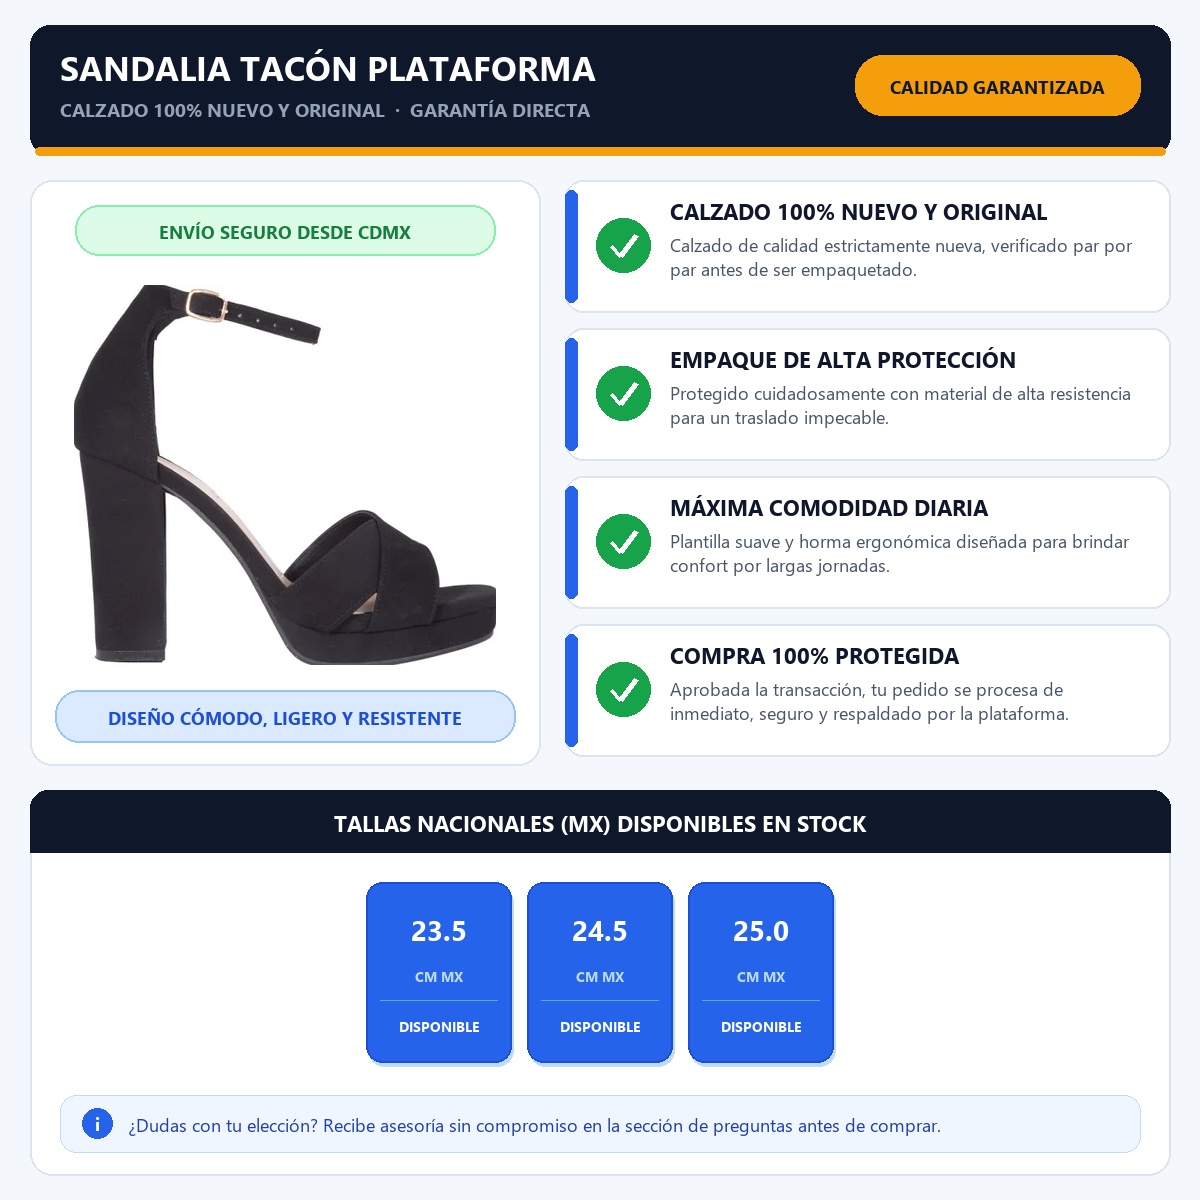 SANDALIA TACÓN PLATAFORMA
CALZADO 100% NUEVO Y ORIGINAL · GARANTÍA DIRECTA
CALIDAD GARANTIZADA
ENVÍO SEGURO DESDE CDMX
DISEÑO CÓMODO, LIGERO Y RESISTENTE
CALZADO 100% NUEVO Y ORIGINAL
Calzado de calidad estrictamente nueva, verificado par por
par antes de ser empaquetado.
EMPAQUE DE ALTA PROTECCIÓN
Protegido cuidadosamente con material de alta resistencia
para un traslado impecable.
MÁXIMA COMODIDAD DIARIA
Plantilla suave y horma ergonómica diseñada para brindar
confort por largas jornadas.
COMPRA 100% PROTEGIDA
Aprobada la transacción, tu pedido se procesa de
inmediato, seguro y respaldado por la plataforma.
TALLAS NACIONALES (MX) DISPONIBLES EN STOCK
23.5
CM MX
DISPONIBLE
24.5
CM MX
DISPONIBLE
25.0
CM MX
DISPONIBLE
¿Dudas con tu elección? Recibe asesoría sin compromiso en la sección de preguntas antes de comprar.